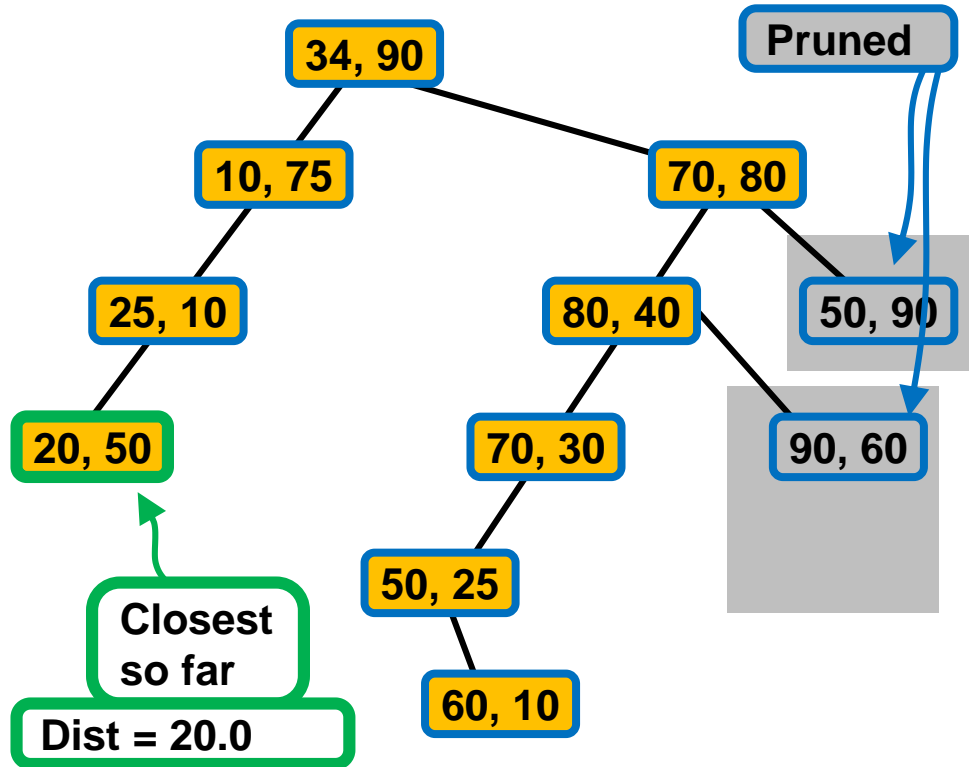 34, 90
Pruned
10, 75
70, 80
25, 10
80, 40
50, 90
20, 50
70, 30
90, 60
50, 25
Closest
so far
60, 10
Dist = 20.0